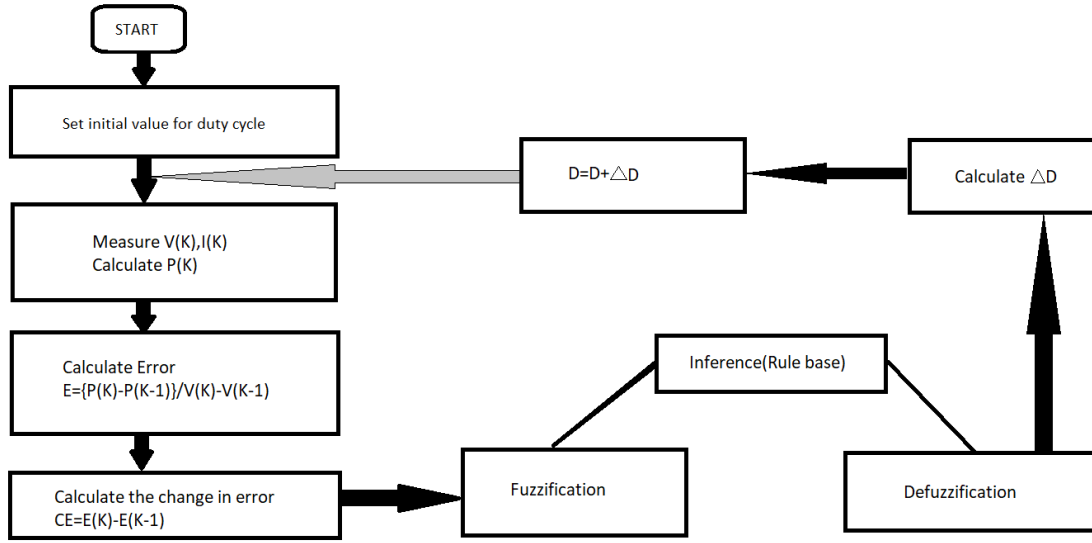 START
Set initial value for duty cycle
Measure V(K),I(K)
Calculate P(K)
Calculate Error
E={P(K)-P(K-1)}/V(K)-V(K-1)
Calculate the change in error
CE=E(K)-E(K-1)
Fuzzification
Inference(Rule base)
Defuzzification
Calculate △D
D=D+△D